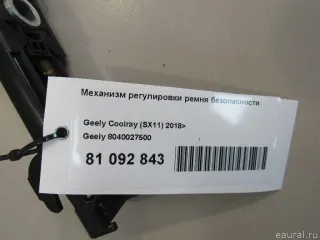 Механизм регулировки ремня безопасности
Geely Coolray (SX11) 2018>
Geely 8040027500
81 092 843
eaural.ru